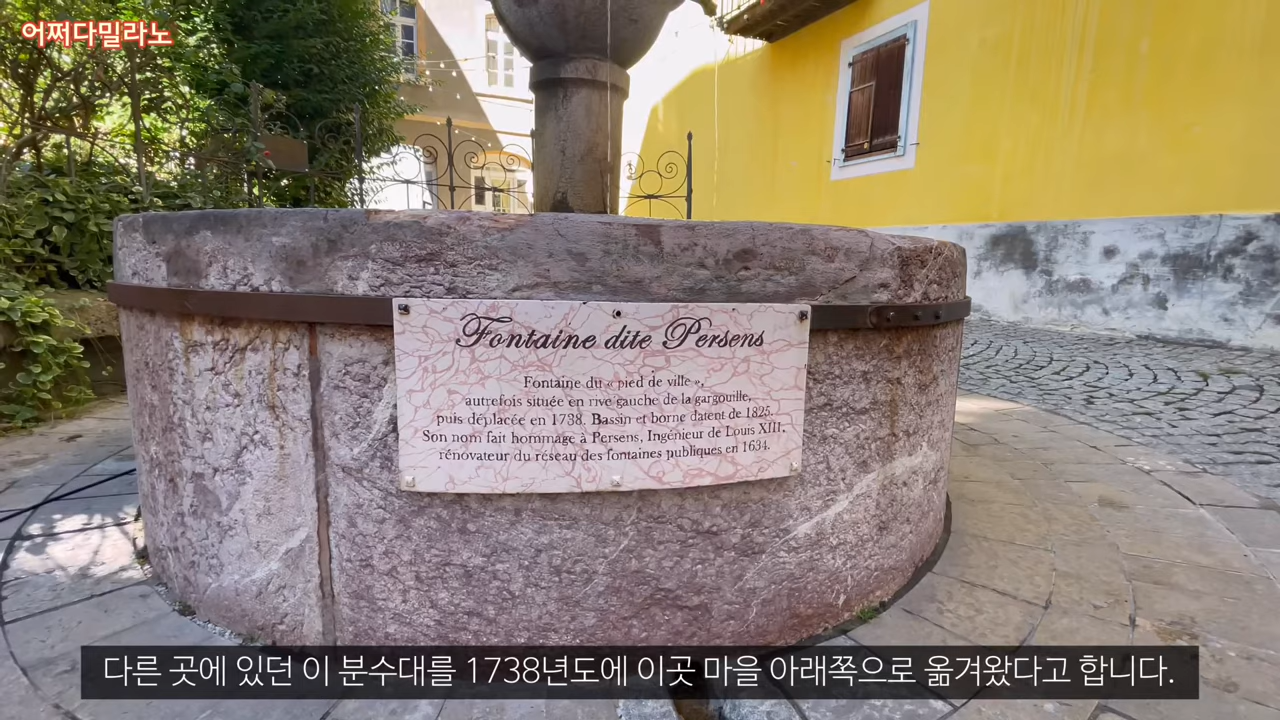 어쩌다밀라노
Fontaine dite Persens
Fontaine du « pied de ville »,
autrefois située en rive gauche de la gargouille,
puis déplacée en 1738. Bassin et borne datent de 1825.
Son nom fait hommage à Persens, Ingénieur de Louis XIII,
rénovateur du réseau des fontaines publiques en 1634.
다른 곳에 있던 이 분수대를 1738년도에 이곳 마을 아래쪽으로 옮겨왔다고 합니다.